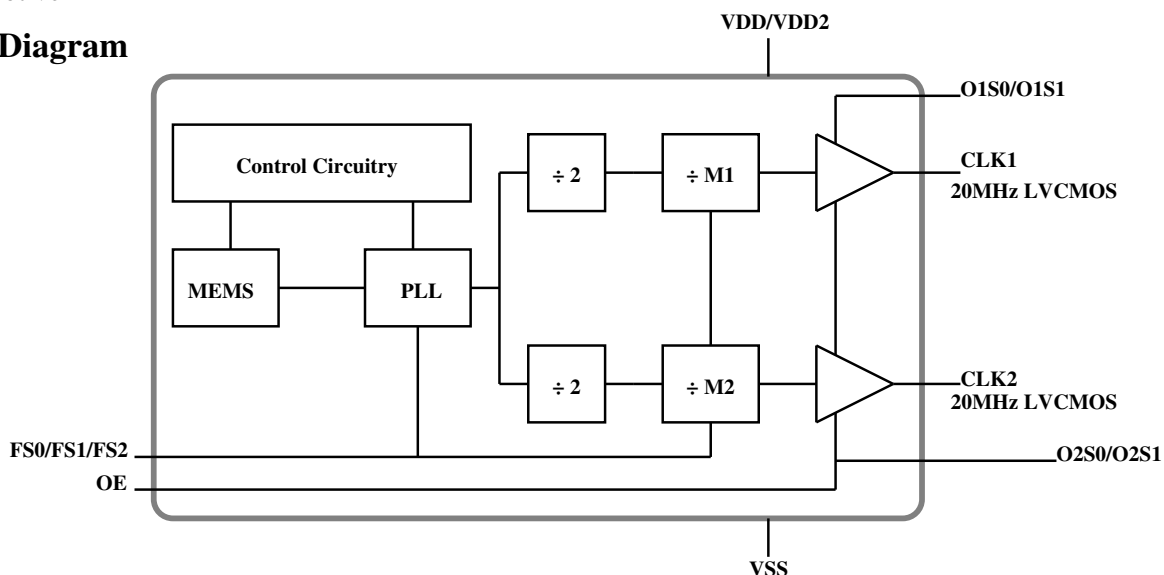 Diagram
VDD/VDD2
O1S0/O1S1
Control Circuitry
÷ 2
÷ M1
CLK1
20MHz LVCMOS
MEMS
PLL
÷ 2
÷ M2
CLK2
20MHz LVCMOS
FS0/FS1/FS2
O2S0/O2S1
OE
VSS